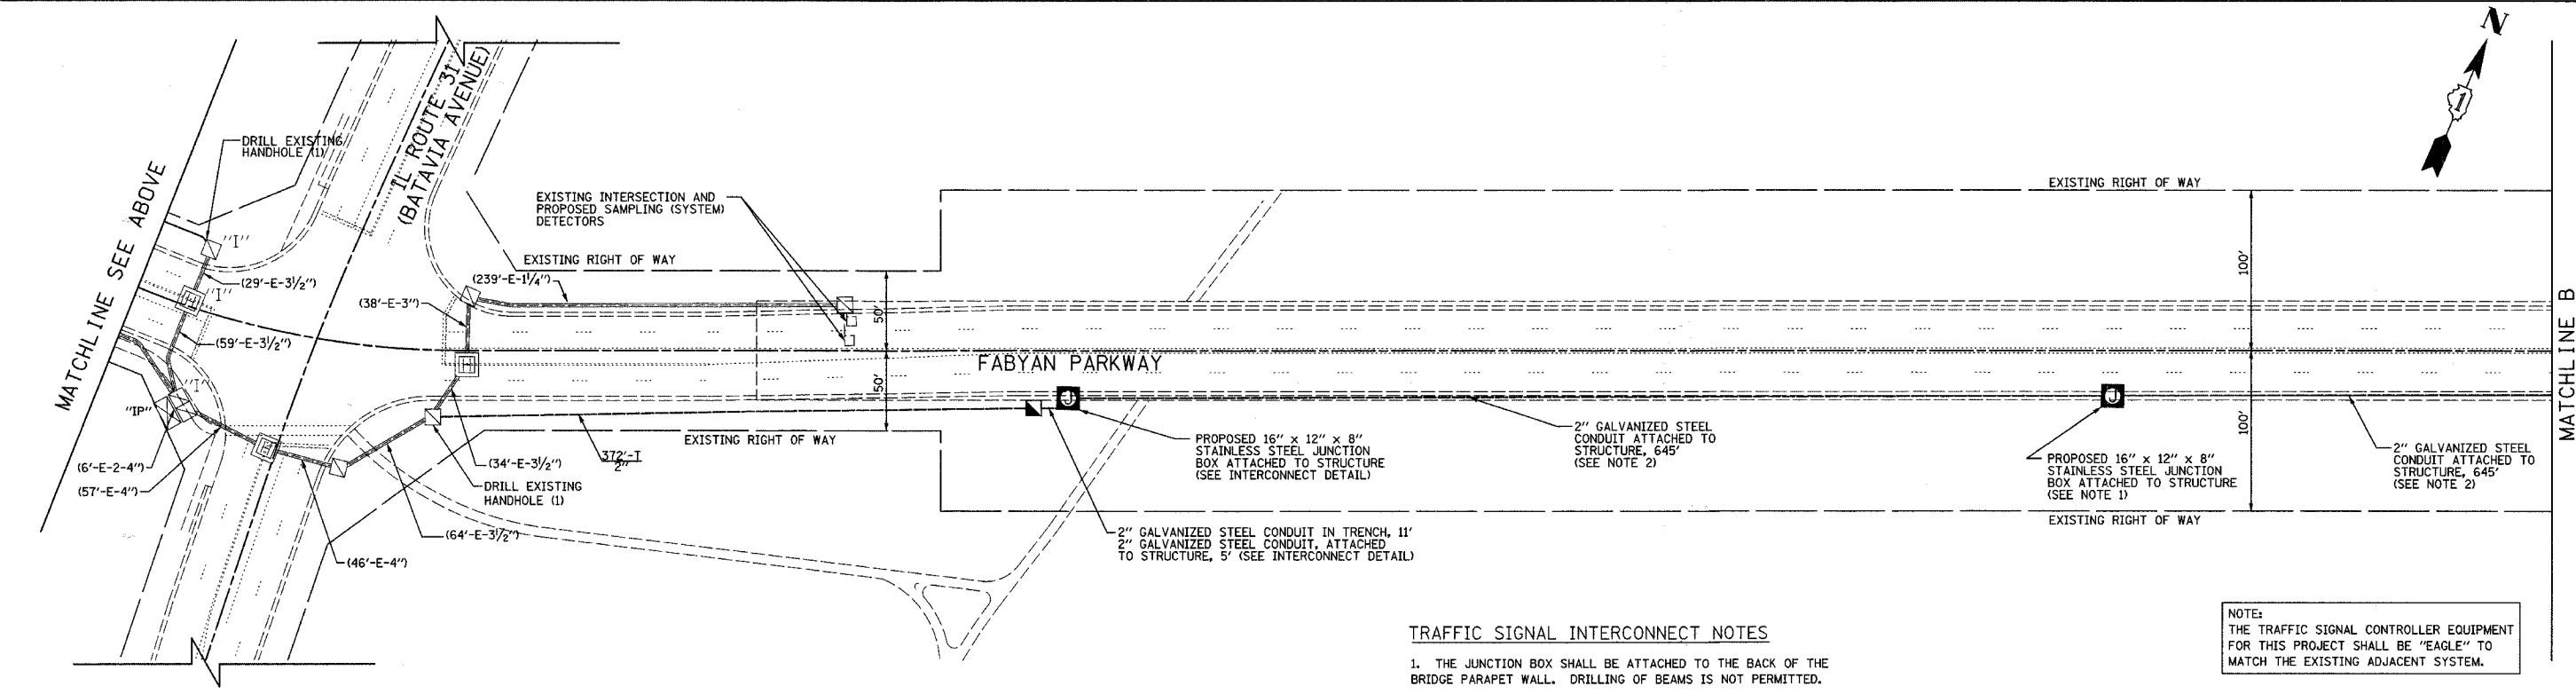 N
1
MATCHLINE SEE ABOVE
DRILL EXISTING
HANDHOLE (1)
IL ROUTE 31
(BATAVIA AVENUE)
"I"
"I"
(29'-E-3½")
(59'-E-3½")
"I"
"IP"
(6'-E-2-4")
(57'-E-4")
H
H
H
(38'-E-3")
(239'-E-1¼")
EXISTING INTERSECTION AND
PROPOSED SAMPLING (SYSTEM)
DETECTORS
EXISTING RIGHT OF WAY
50'
50'
FABYAN PARKWAY
EXISTING RIGHT OF WAY
372'-T
2"
(34'-E-3½")
DRILL EXISTING
HANDHOLE (1)
(64'-E-3½")
(46'-E-4")
J
PROPOSED 16" x 12" x 8"
STAINLESS STEEL JUNCTION
BOX ATTACHED TO STRUCTURE
(SEE INTERCONNECT DETAIL)
2" GALVANIZED STEEL CONDUIT IN TRENCH, 11'
2" GALVANIZED STEEL CONDUIT, ATTACHED
TO STRUCTURE, 5' (SEE INTERCONNECT DETAIL)
2" GALVANIZED STEEL
CONDUIT ATTACHED TO
STRUCTURE, 645'
(SEE NOTE 2)
J
PROPOSED 16" x 12" x 8"
STAINLESS STEEL JUNCTION
BOX ATTACHED TO STRUCTURE
(SEE NOTE 1)
EXISTING RIGHT OF WAY
100'
100'
EXISTING RIGHT OF WAY
2" GALVANIZED STEEL
CONDUIT ATTACHED TO
STRUCTURE, 645'
(SEE NOTE 2)
MATCHLINE B
TRAFFIC SIGNAL INTERCONNECT NOTES
1. THE JUNCTION BOX SHALL BE ATTACHED TO THE BACK OF THE
BRIDGE PARAPET WALL. DRILLING OF BEAMS IS NOT PERMITTED.
NOTE:
THE TRAFFIC SIGNAL CONTROLLER EQUIPMENT
FOR THIS PROJECT SHALL BE "EAGLE" TO
MATCH THE EXISTING ADJACENT SYSTEM.